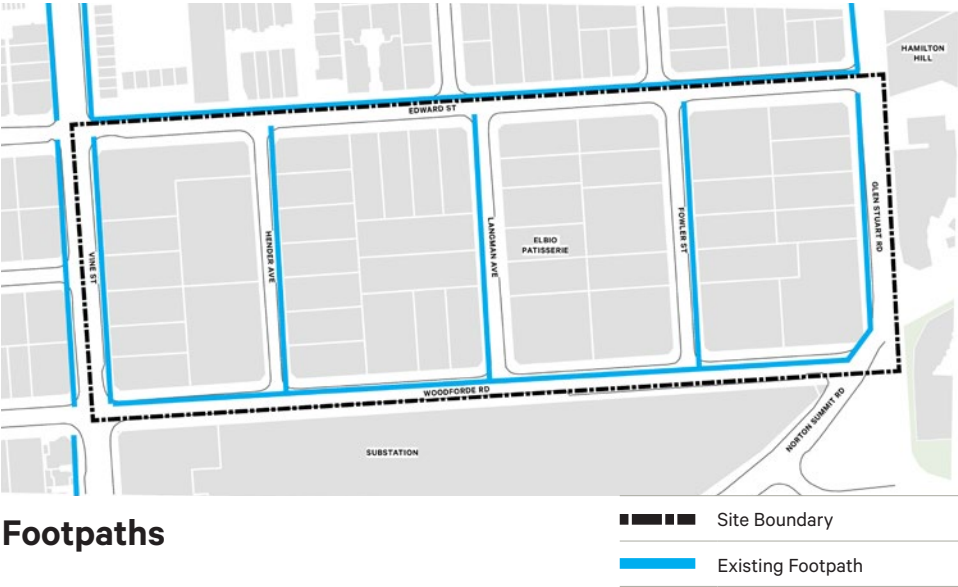 HAMILTON
HILL
EDWARD ST
VINE ST
HENDER AVE
LANGMAN AVE
ELBIO
PATISSERIE
FOWLER ST
GLEN STUART RD
WOODFORDE RD
NORTON SUMMIT RD
SUBSTATION
Footpaths
Site Boundary
Existing Footpath